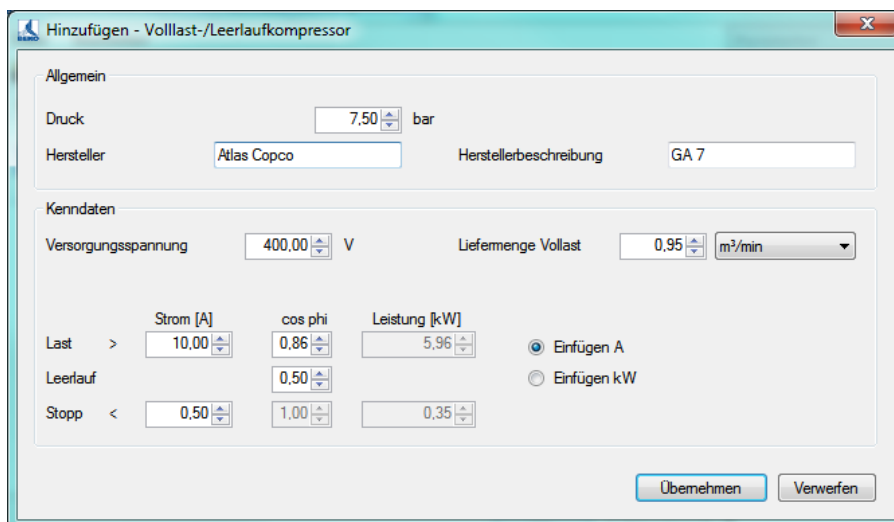 Hinzufügen - Volllast-/Leerlaufkompressor
Allgemein
Druck 7,50 bar
Hersteller Atlas Copco Herstellerbeschreibung GA 7
Kenndaten
Versorgungsspannung 400,00 V Liefermenge Vollast 0,95 m³/min
Strom [A] cos phi Leistung [kW]
Last > 10,00 0,86 5,96 Einfügen A
Leerlauf 0,50 Einfügen kW
Stopp < 0,50 1,00 0,35
Übernehmen Verwerfen